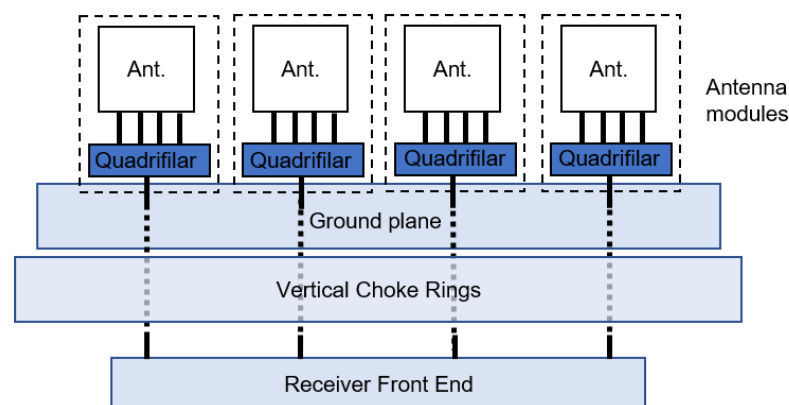 Ant.
Ant.
Ant.
Ant.
Antenna
modules
Quadrifilar
Quadrifilar
Quadrifilar
Quadrifilar
Ground plane
Vertical Choke Rings
Receiver Front End